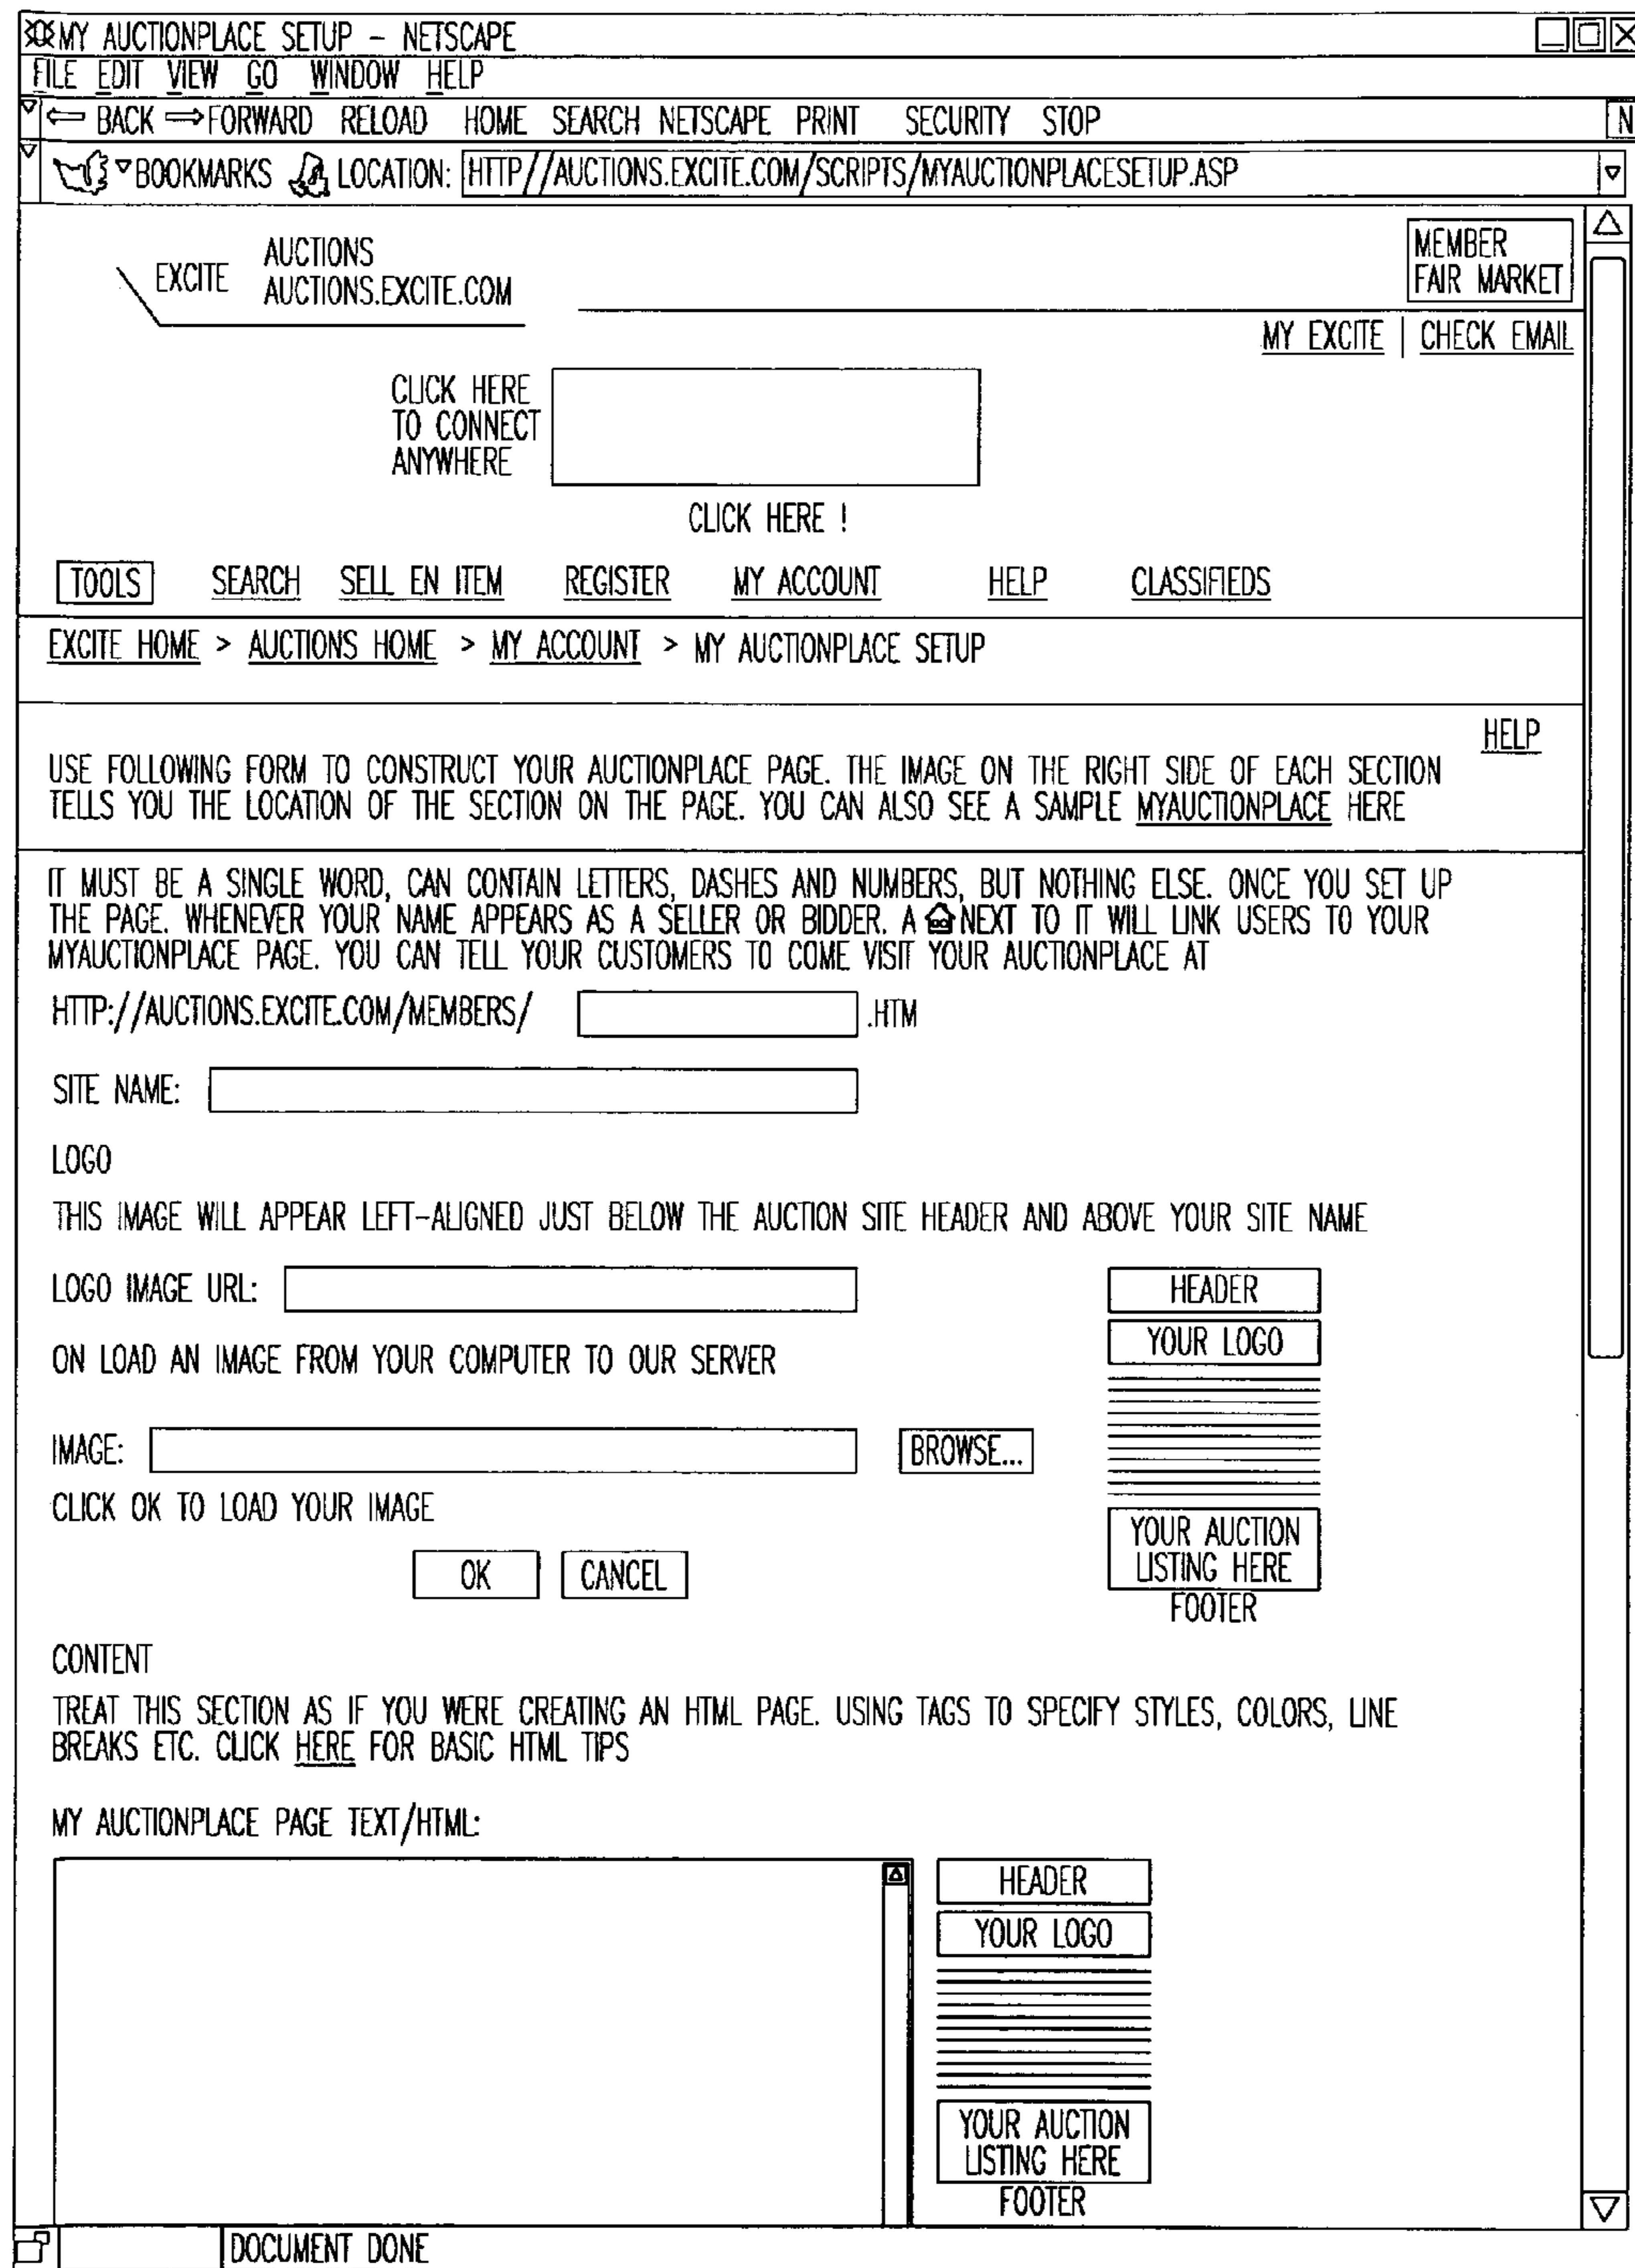 MY AUCTIONPLACE SETUP – NETSCAPE
FILE EDIT VIEW GO WINDOW HELP
BACK FORWARD RELOAD HOME SEARCH NETSCAPE PRINT SECURITY STOP N
BOOKMARKS LOCATION: HTTP//AUCTIONS.EXCITE.COM/SCRIPTS/MYAUCTIONPLACESETUP.ASP
EXCITE
AUCTIONS
AUCTIONS.EXCITE.COM
MEMBER
FAIR MARKET
MY EXCITE | CHECK EMAIL
CLICK HERE
TO CONNECT
ANYWHERE
CLICK HERE !
TOOLS SEARCH SELL EN ITEM REGISTER MY ACCOUNT HELP CLASSIFIEDS
EXCITE HOME > AUCTIONS HOME > MY ACCOUNT > MY AUCTIONPLACE SETUP
HELP
USE FOLLOWING FORM TO CONSTRUCT YOUR AUCTIONPLACE PAGE. THE IMAGE ON THE RIGHT SIDE OF EACH SECTION
TELLS YOU THE LOCATION OF THE SECTION ON THE PAGE. YOU CAN ALSO SEE A SAMPLE MYAUCTIONPLACE HERE
IT MUST BE A SINGLE WORD, CAN CONTAIN LETTERS, DASHES AND NUMBERS, BUT NOTHING ELSE. ONCE YOU SET UP
THE PAGE. WHENEVER YOUR NAME APPEARS AS A SELLER OR BIDDER. A NEXT TO IT WILL LINK USERS TO YOUR
MYAUCTIONPLACE PAGE. YOU CAN TELL YOUR CUSTOMERS TO COME VISIT YOUR AUCTIONPLACE AT
HTTP://AUCTIONS.EXCITE.COM/MEMBERS/ .HTM
SITE NAME:
LOGO
THIS IMAGE WILL APPEAR LEFT-ALIGNED JUST BELOW THE AUCTION SITE HEADER AND ABOVE YOUR SITE NAME
LOGO IMAGE URL:
ON LOAD AN IMAGE FROM YOUR COMPUTER TO OUR SERVER
IMAGE: BROWSE...
CLICK OK TO LOAD YOUR IMAGE
OK CANCEL
HEADER
YOUR LOGO
YOUR AUCTION
LISTING HERE
FOOTER
CONTENT
TREAT THIS SECTION AS IF YOU WERE CREATING AN HTML PAGE. USING TAGS TO SPECIFY STYLES, COLORS, LINE
BREAKS ETC. CLICK HERE FOR BASIC HTML TIPS
MY AUCTIONPLACE PAGE TEXT/HTML:
HEADER
YOUR LOGO
YOUR AUCTION
LISTING HERE
FOOTER
DOCUMENT DONE